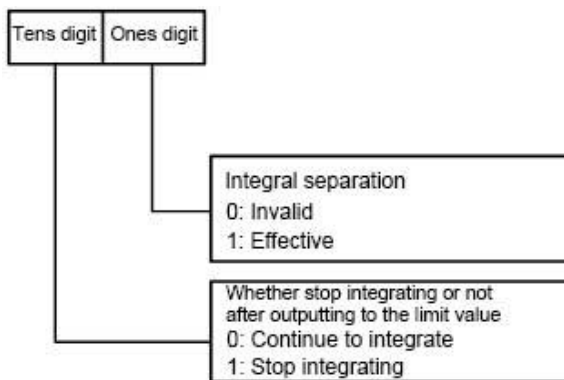 Tens digit Ones digit
Integral separation
0: Invalid
1: Effective
Whether stop integrating or not
after outputting to the limit value
0: Continue to integrate
1: Stop integrating